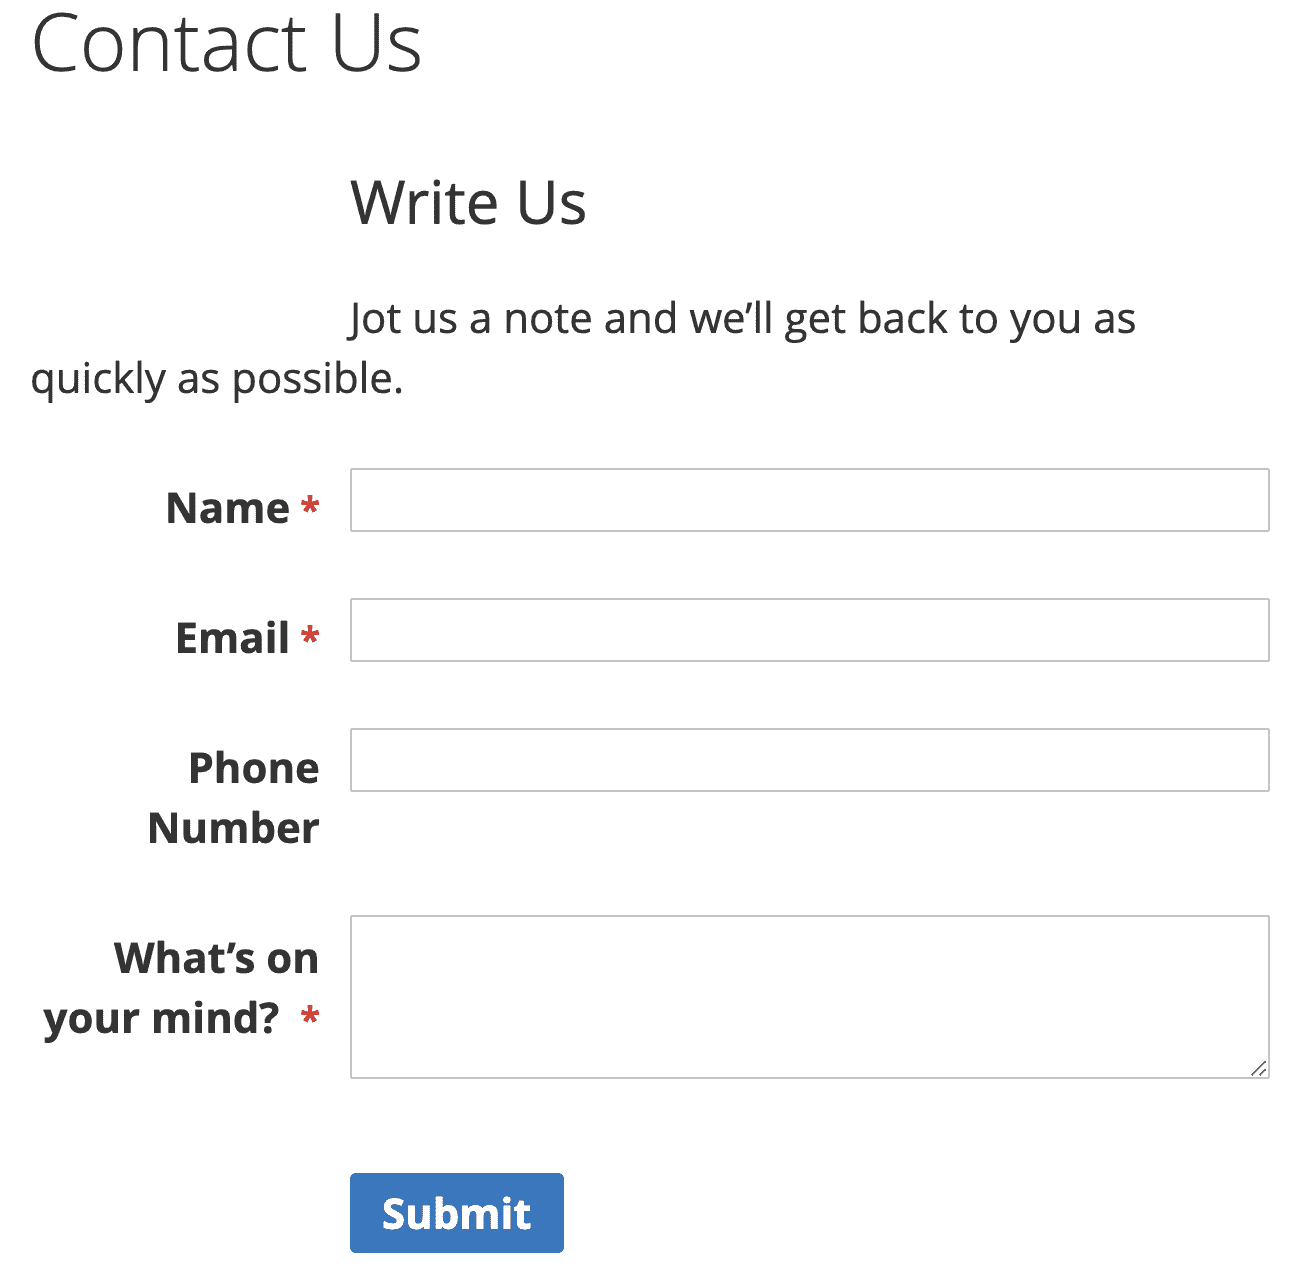 Contact Us
Write Us
Jot us a note and we’ll get back to you as
quickly as possible.
Name *
Email *
Phone
Number
What’s on
your mind? *
Submit